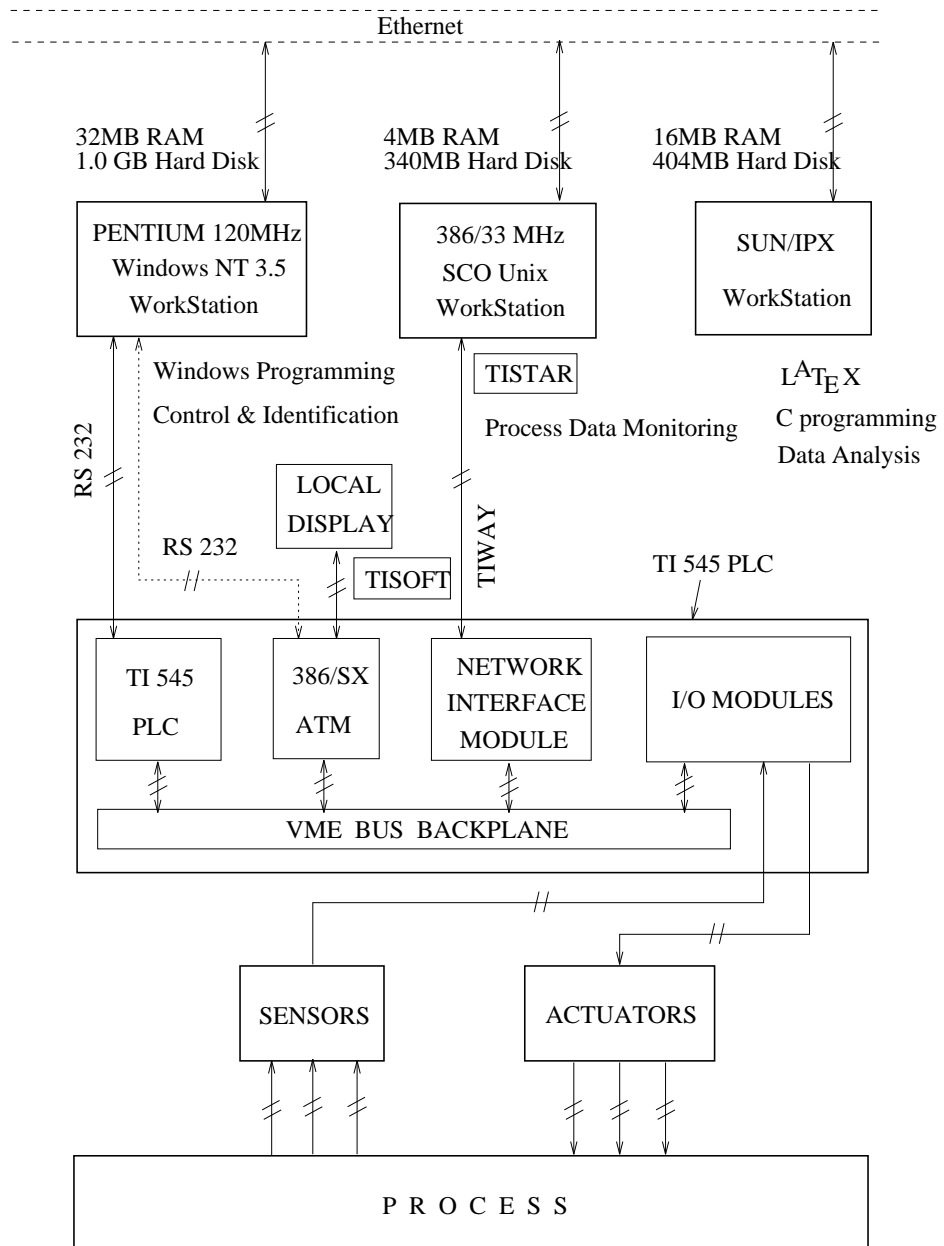 Ethernet
32MB RAM
1.0 GB Hard Disk
4MB RAM
340MB Hard Disk
16MB RAM
404MB Hard Disk
PENTIUM 120MHz
Windows NT 3.5
WorkStation
386/33 MHz
SCO Unix
WorkStation
SUN/IPX
WorkStation
Windows Programming
Control & Identification
TISTAR
Process Data Monitoring
LATEX
C programming
Data Analysis
RS 232
RS 232
LOCAL
DISPLAY
TISOFT
TIWAY
TI 545 PLC
TI 545
PLC
386/SX
ATM
NETWORK
INTERFACE
MODULE
I/O MODULES
VME BUS BACKPLANE
SENSORS
ACTUATORS
P R O C E S S